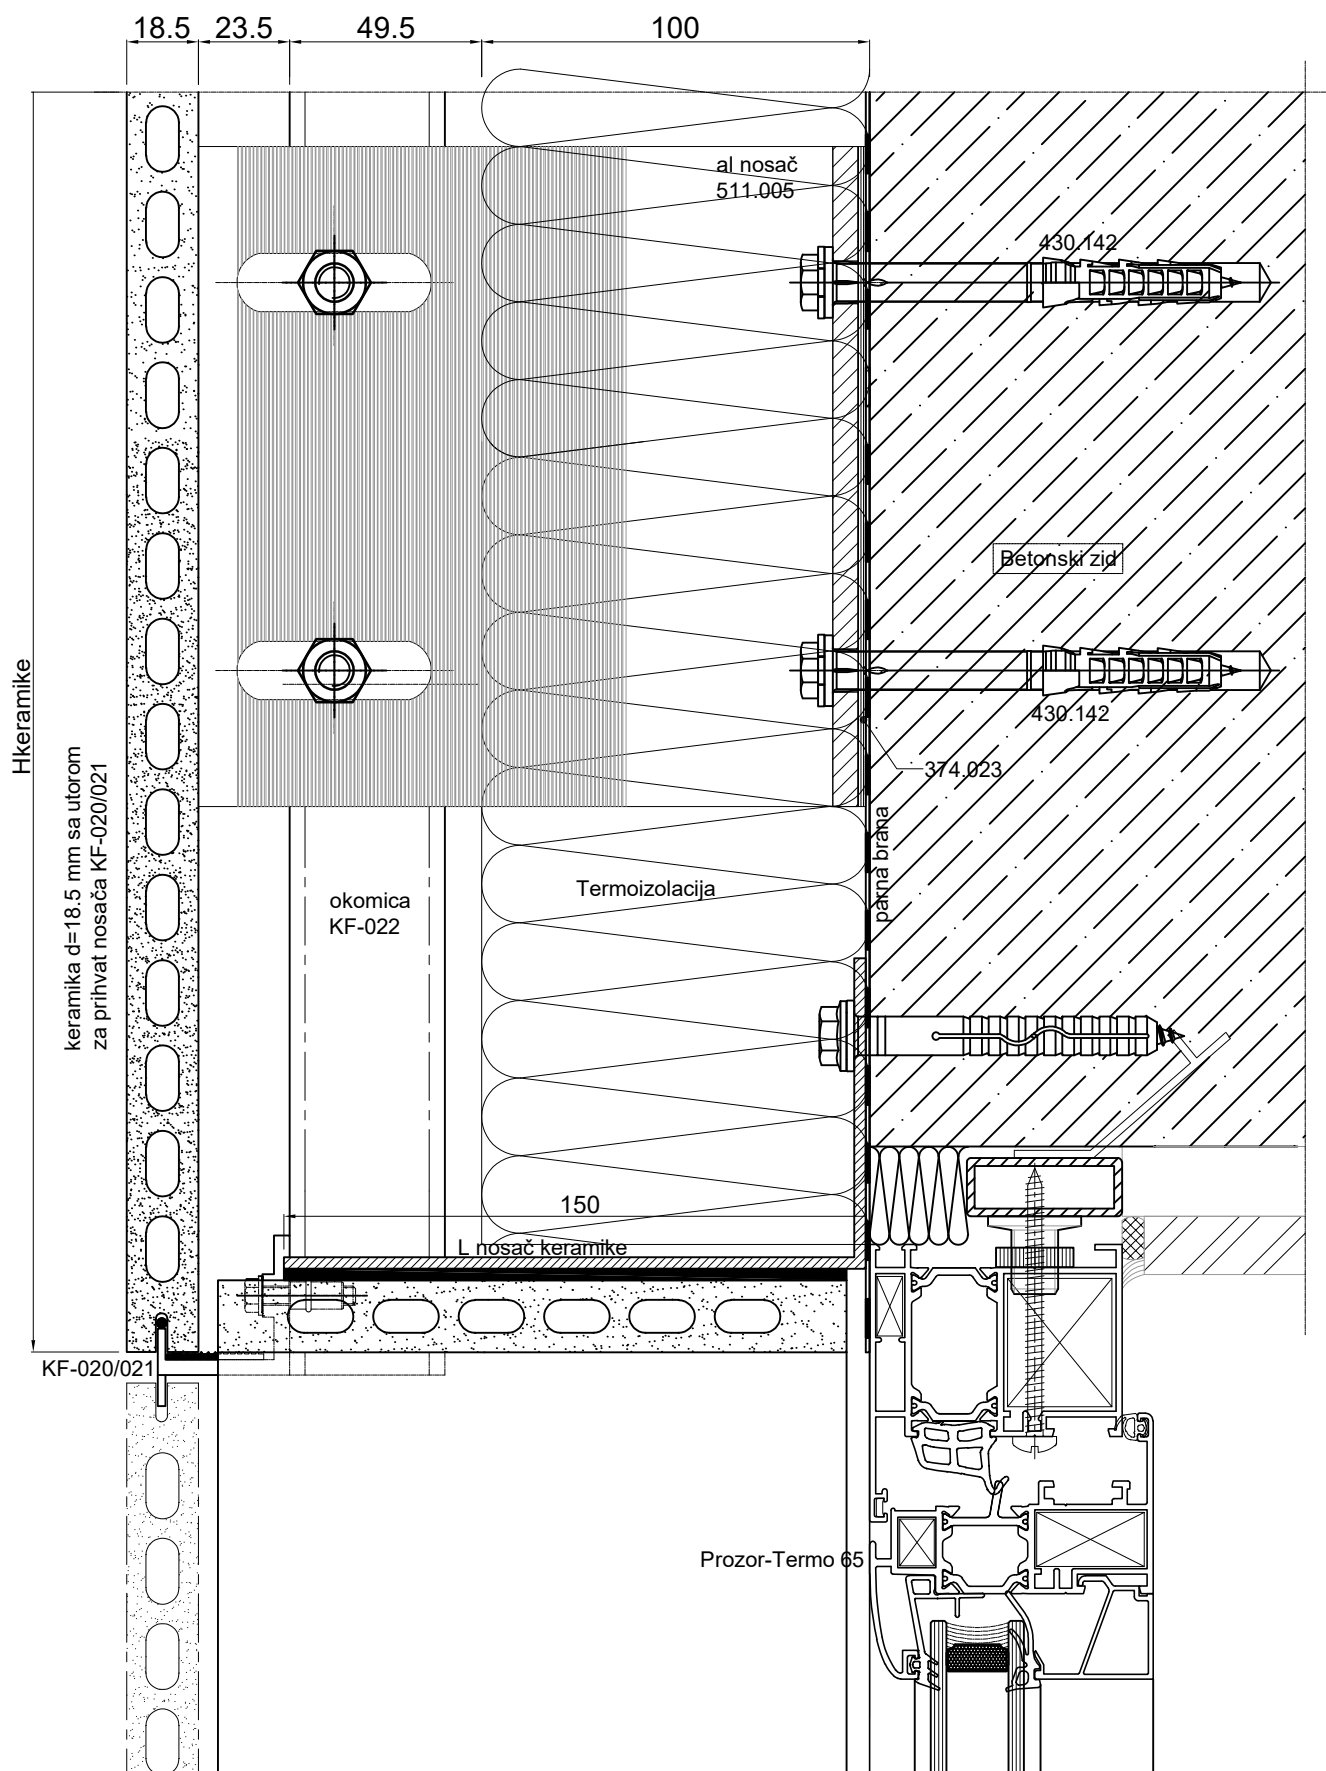 18.5
23.5
49.5
100
al nosač
511.005
430.142
Betonski zid
Hkeramike
keramika d=18.5 mm sa utorom
za prihvat nosača KF-020/021
430.142
374.023
parna brana
okomica
KF-022
Termoizolacija
150
L nosač keramike
KF-020/021
Prozor-Termo 65